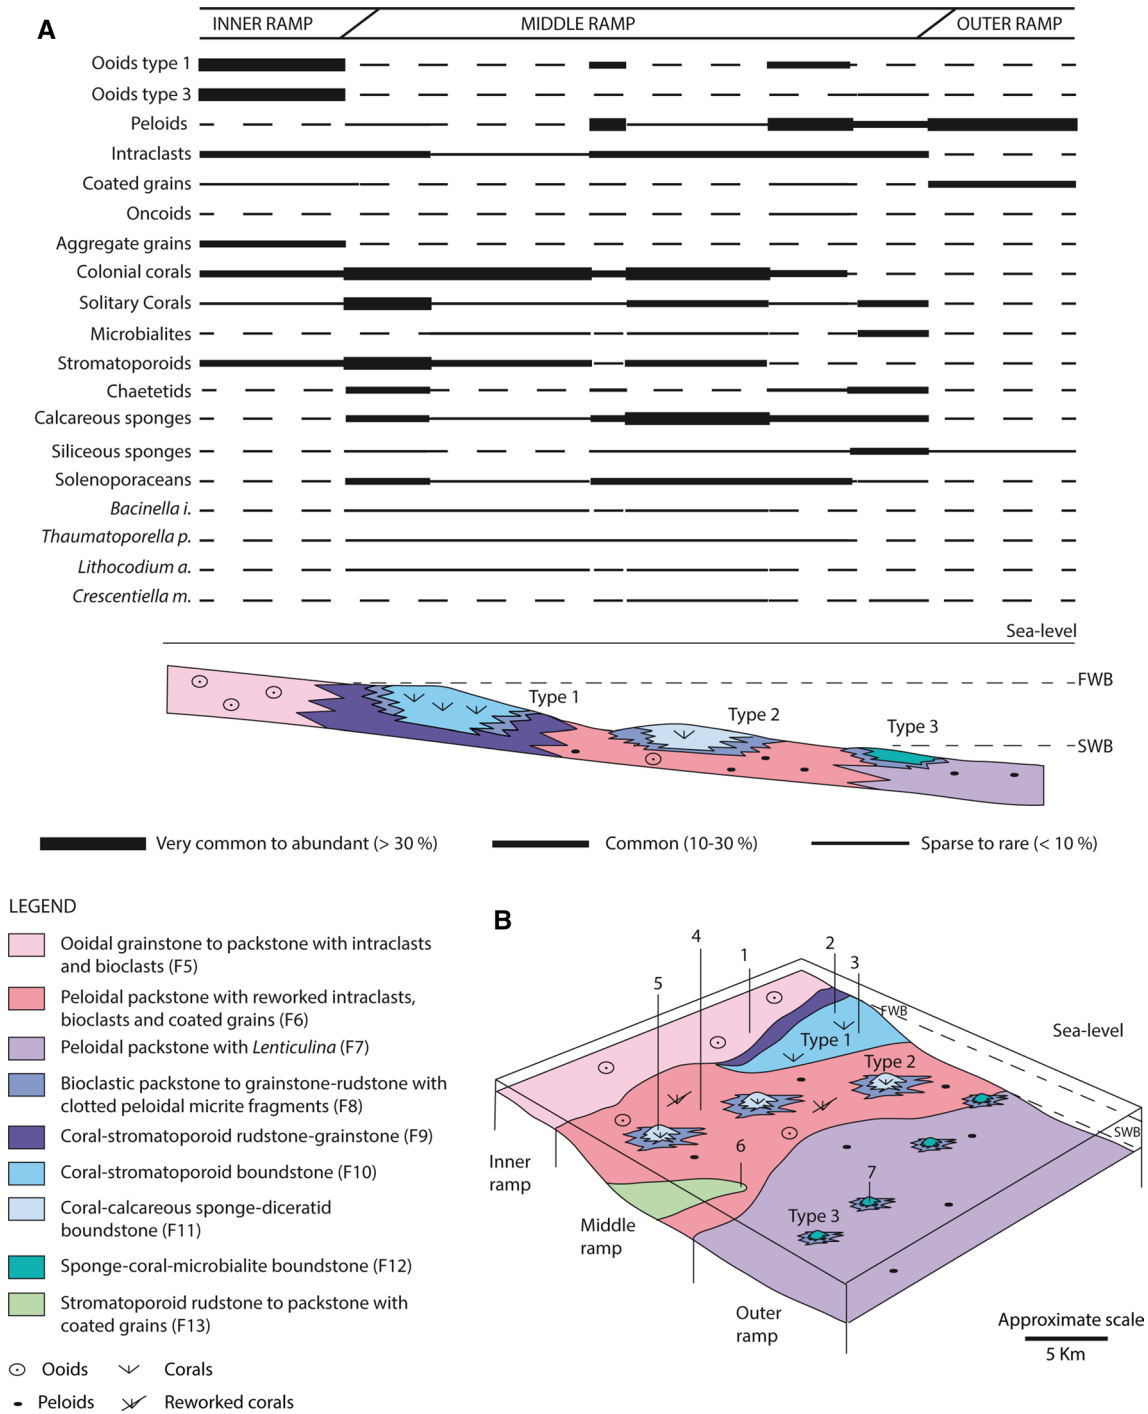 A
INNER RAMP
MIDDLE RAMP
OUTER RAMP
Ooids type 1
Ooids type 3
Peloids
Intraclasts
Coated grains
Oncoids
Aggregate grains
Colonial corals
Solitary Corals
Microbialites
Stromatoporoids
Chaetetids
Calcareous sponges
Siliceous sponges
Solenoporaceans
Bacinella i.
Thaumatoporella p.
Lithocodium a.
Crescentiella m.
Sea-level
FWB
Type 1
Type 2
Type 3
SWB
Very common to abundant (> 30 %)
Common (10-30 %)
Sparse to rare (< 10 %)
LEGEND
Ooidal grainstone to packstone with intraclasts
and bioclasts (F5)
Peloidal packstone with reworked intraclasts,
bioclasts and coated grains (F6)
Peloidal packstone with Lenticulina (F7)
Bioclastic packstone to grainstone-rudstone with
clotted peloidal micrite fragments (F8)
Coral-stromatoporoid rudstone-grainstone (F9)
Coral-stromatoporoid boundstone (F10)
Coral-calcareous sponge-diceratid
boundstone (F11)
Sponge-coral-microbialite boundstone (F12)
Stromatoporoid rudstone to packstone with
coated grains (F13)
Ooids
Corals
Peloids
Reworked corals
B
4
2
1
3
5
FWB
Sea-level
Type 1
Type 2
SWB
6
Inner
ramp
7
Type 3
Middle
ramp
Outer
ramp
Approximate scale
5 Km